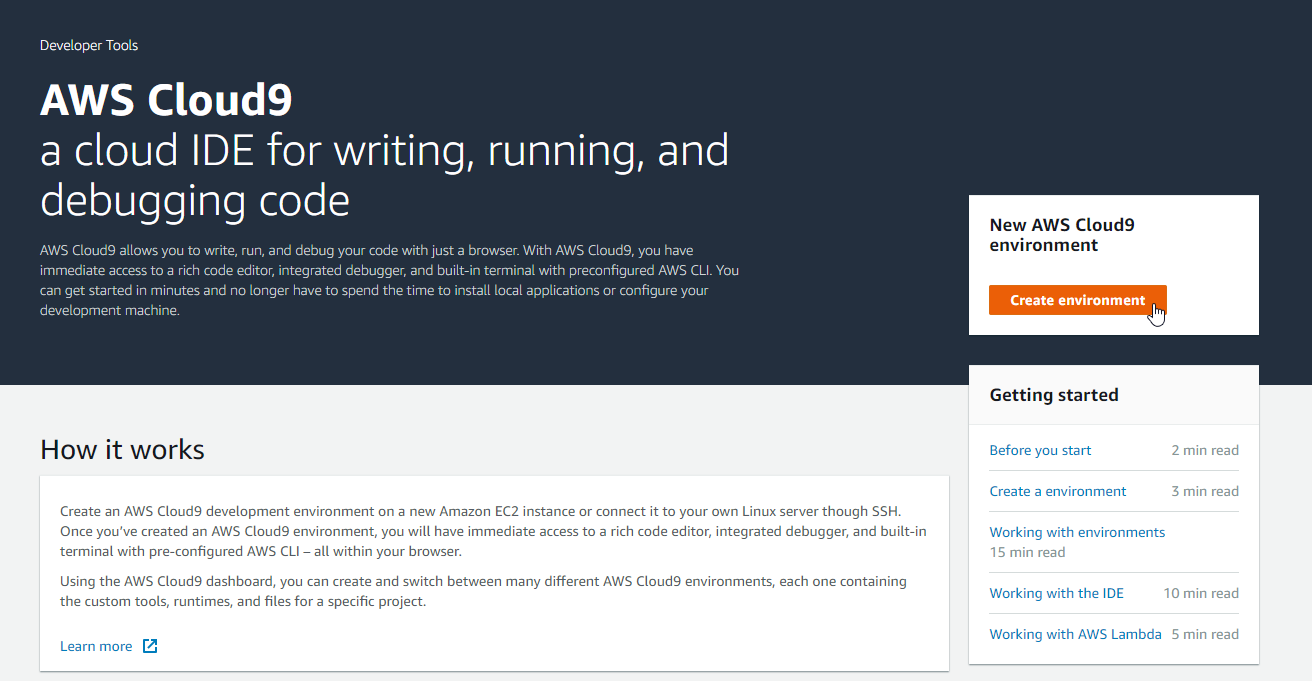 Developer Tools
AWS Cloud9
a cloud IDE for writing, running, and
debugging code
AWS Cloud9 allows you to write, run, and debug your code with just a browser. With AWS Cloud9, you have
immediate access to a rich code editor, integrated debugger, and built-in terminal with preconfigured AWS CLI. You
can get started in minutes and no longer have to spend the time to install local applications or configure your
development machine.
New AWS Cloud9
environment
Create environment
Getting started
Before you start 2 min read
Create a environment 3 min read
Working with environments
15 min read
Working with the IDE 10 min read
Working with AWS Lambda 5 min read
How it works
Create an AWS Cloud9 development environment on a new Amazon EC2 instance or connect it to your own Linux server though SSH.
Once you’ve created an AWS Cloud9 environment, you will have immediate access to a rich code editor, integrated debugger, and built-in
terminal with pre-configured AWS CLI – all within your browser.
Using the AWS Cloud9 dashboard, you can create and switch between many different AWS Cloud9 environments, each one containing
the custom tools, runtimes, and files for a specific project.
Learn more